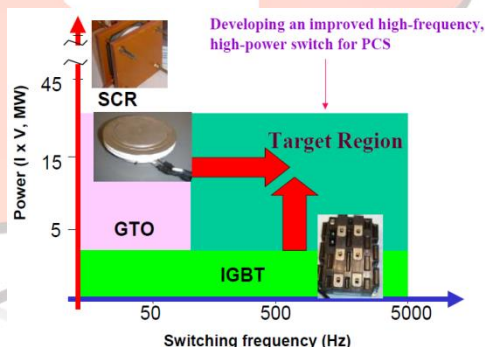 Developing an improved high-frequency,
high-power switch for PCS
Power (I x V, MW)
45
SCR
15
Target Region
5
GTO
IGBT
50
500
5000
Switching frequency (Hz)